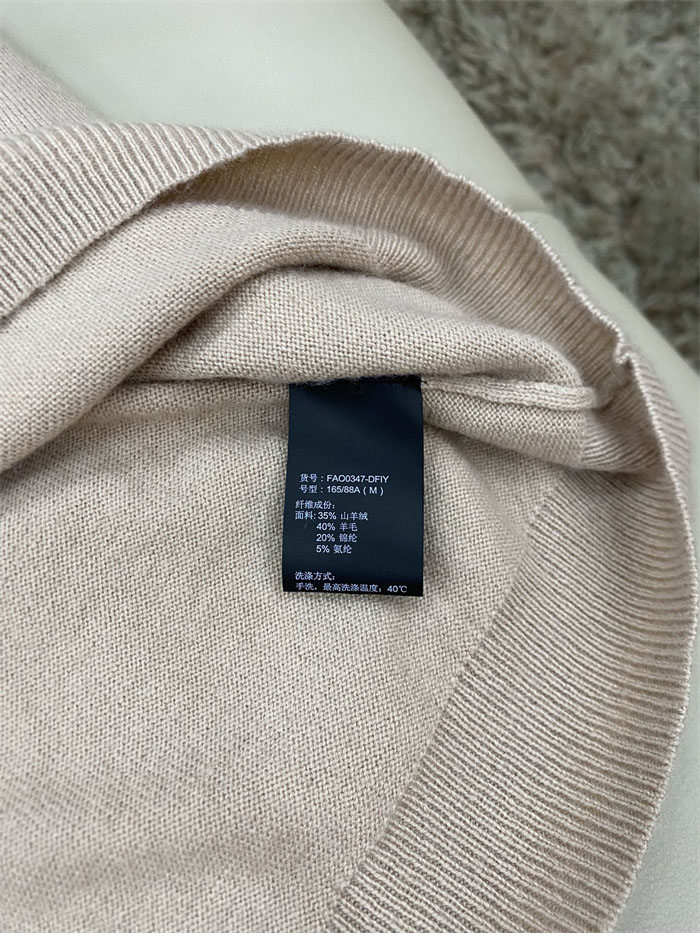 货号：FAO0347-DFIY
号型：165/88A ( M )
纤维成份：
面料: 35% 山羊绒
40% 羊毛
20% 锦纶
5% 氨纶
洗涤方式：
手洗，最高洗涤温度：40℃